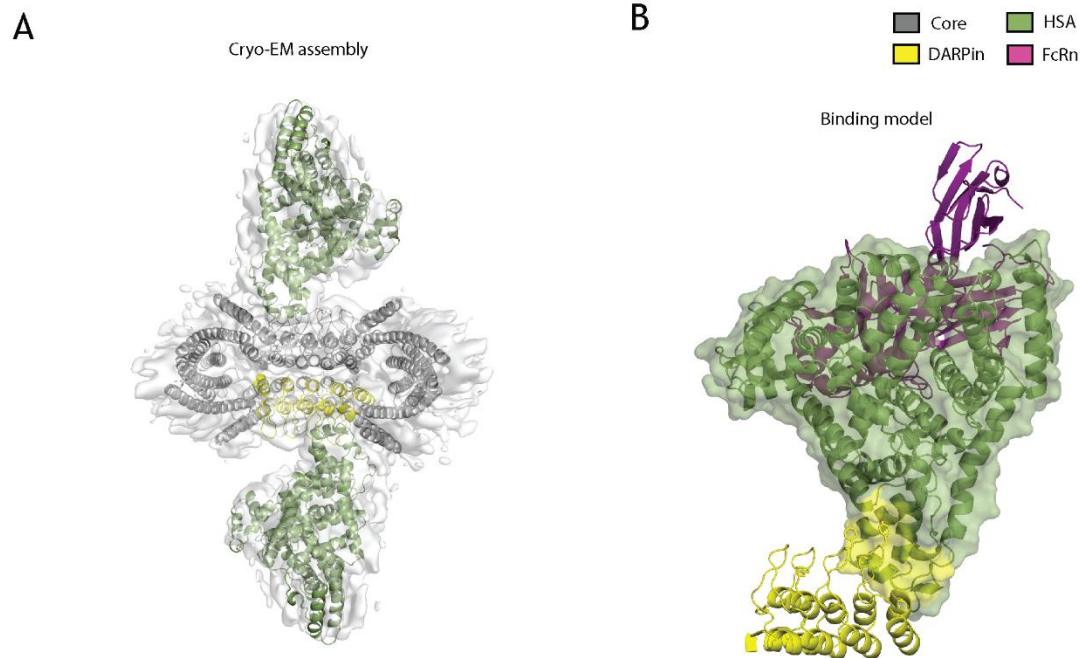 A
Cryo-EM assembly
B
Core
HSA
DARPin
FcRn
Binding model